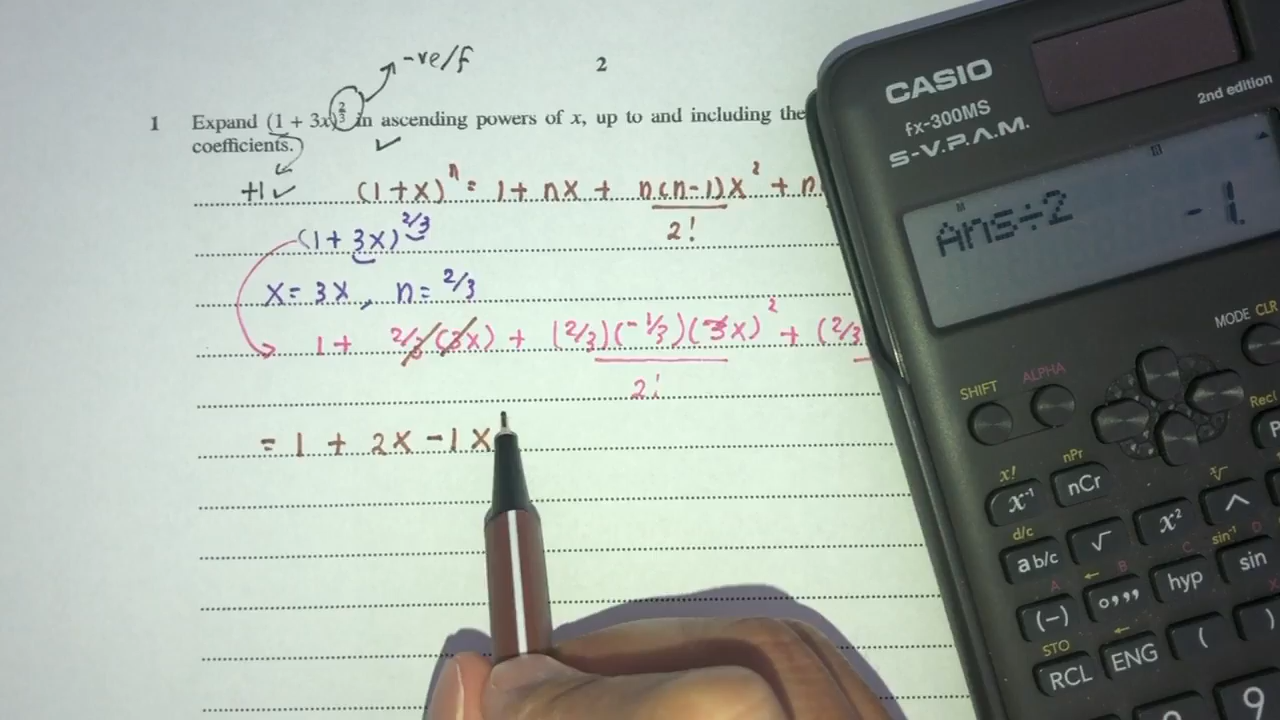 -ve/f
2
1 Expand (1 + 3x)^2/3 in ascending powers of x, up to and including the
coefficients.
+1 ✓ (1+x)^n = 1 + nx + n(n-1)x^2 + n
2!
(1 + 3x)^2/3
x = 3x, n = 2/3
1 + 2/3 (3x) + (2/3)(-1/3)(3x)^2 + (2/3
2!
= 1 + 2x - 1x
CASIO
fx-300MS
2nd edition
S-V.P.A.M.
Ans÷2
-1.
MODE CLR
SHIFT ALPHA
x! nPr
x⁻¹ nCr
d/c
a b/c √ x² ^
sin⁻¹ D
A ← B C
(–) °,,, hyp sin
STO ←
RCL ENG ( )
9